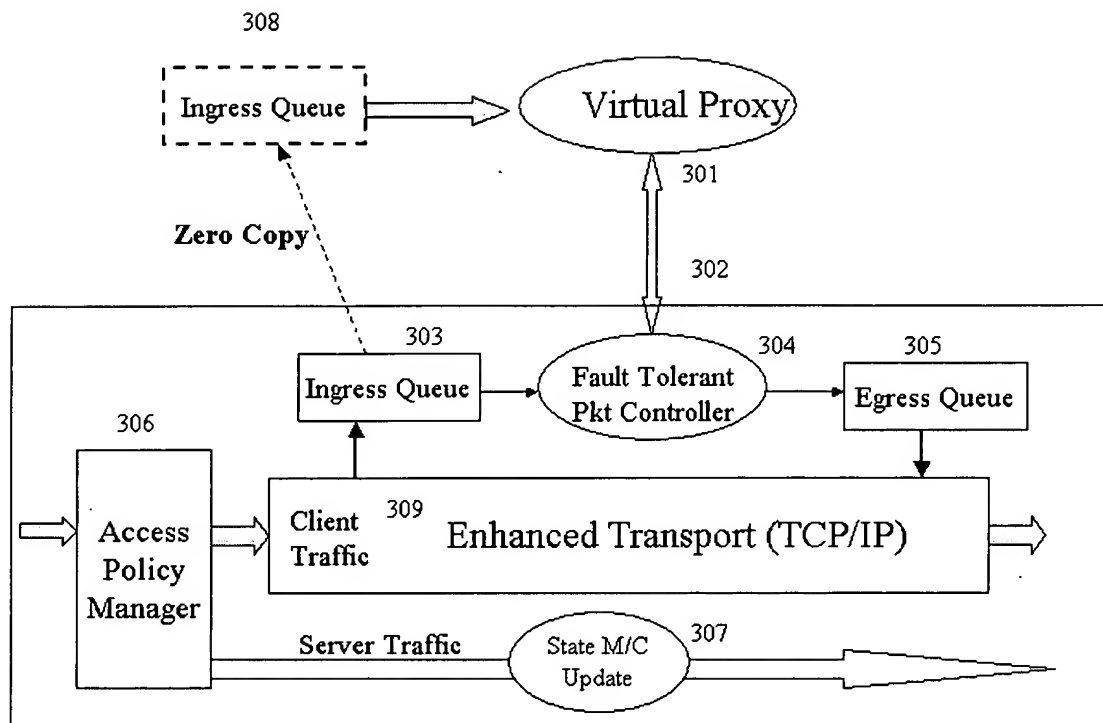 308
Ingress Queue
Virtual Proxy
301
Zero Copy
302
303
304
305
Ingress Queue
Fault Tolerant
Pkt Controller
Egress Queue
306
Access
Policy
Manager
Client
Traffic
309
Enhanced Transport (TCP/IP)
Server Traffic
State M/C
Update
307